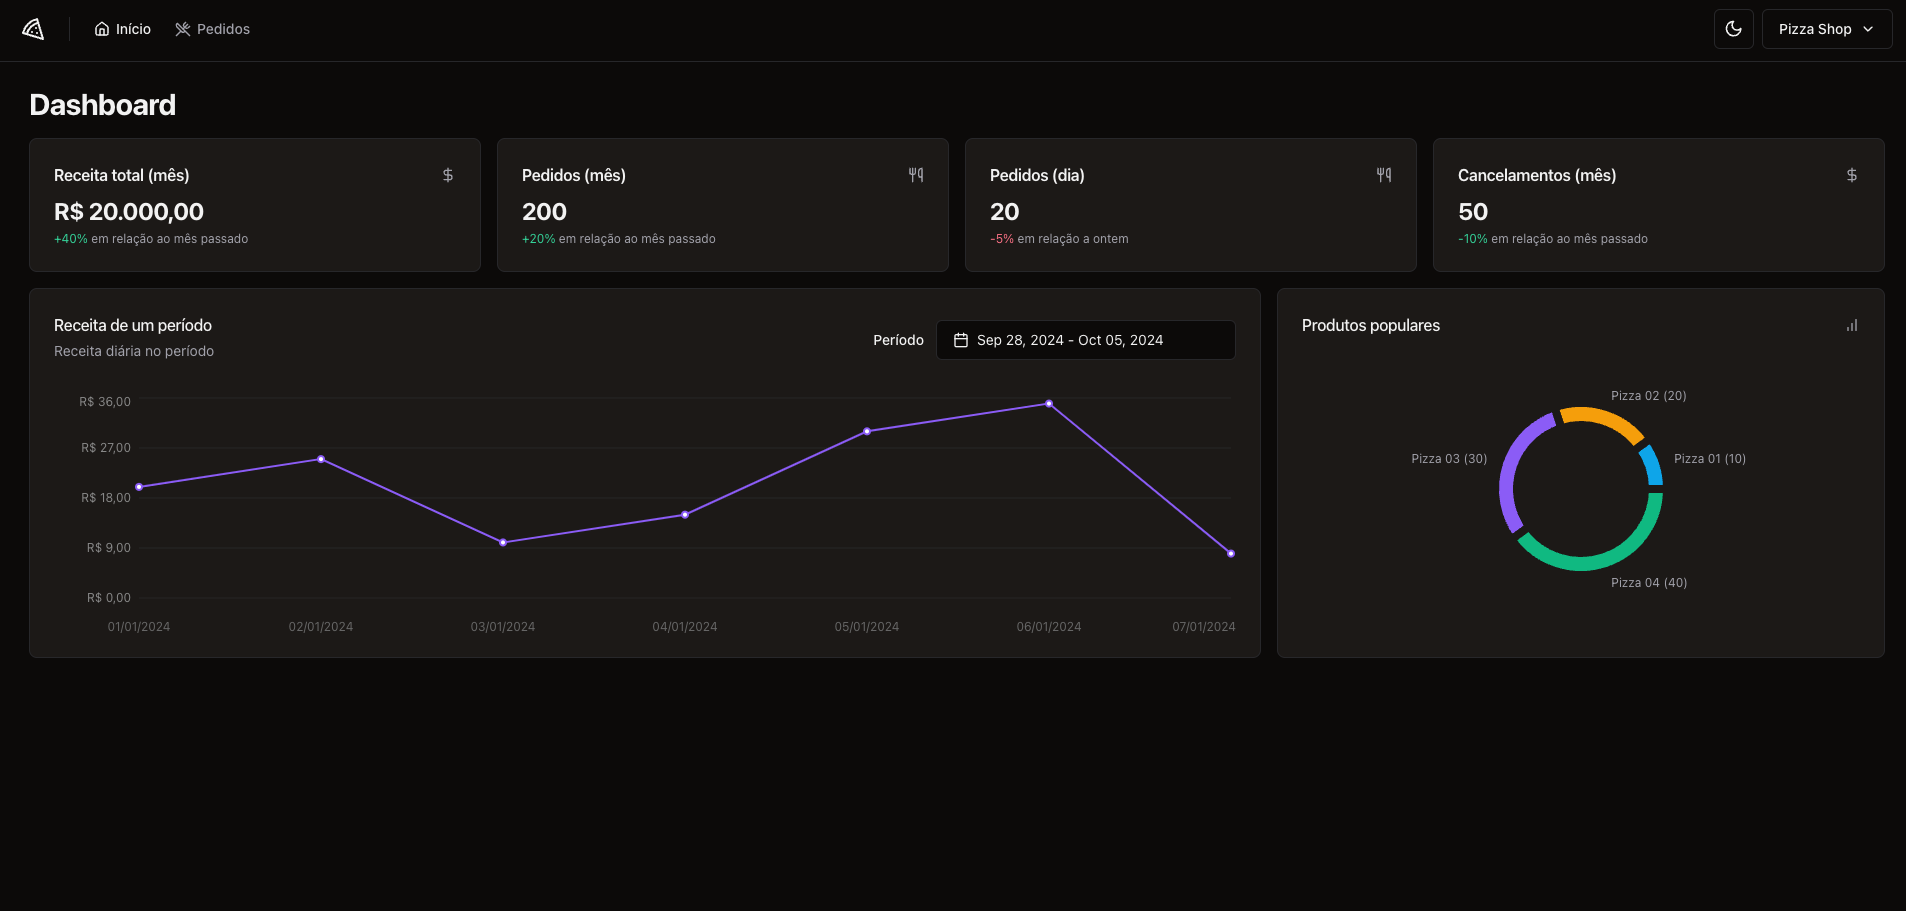 Início
Pedidos
Pizza Shop
Dashboard
Receita total (mês)
R$ 20.000,00
+40% em relação ao mês passado
Pedidos (mês)
200
+20% em relação ao mês passado
Pedidos (dia)
20
-5% em relação a ontem
Cancelamentos (mês)
50
-10% em relação ao mês passado
Receita de um período
Receita diária no período
Período
Sep 28, 2024 - Oct 05, 2024
R$ 36,00
R$ 27,00
R$ 18,00
R$ 9,00
R$ 0,00
01/01/2024
02/01/2024
03/01/2024
04/01/2024
05/01/2024
06/01/2024
07/01/2024
Produtos populares
Pizza 02 (20)
Pizza 03 (30)
Pizza 01 (10)
Pizza 04 (40)